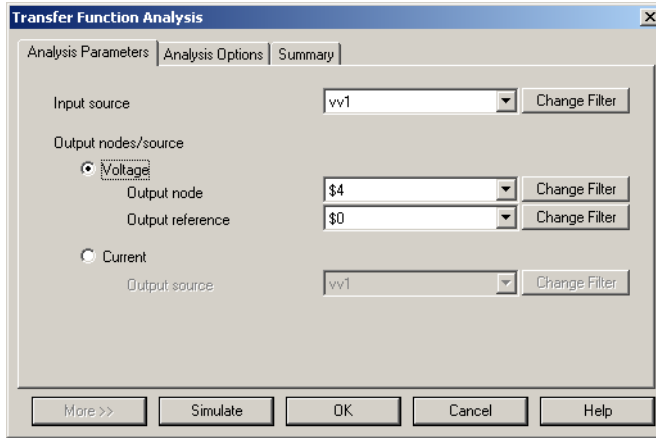 Transfer Function Analysis
Analysis Parameters Analysis Options Summary
Input source vv1 Change Filter
Output nodes/source
Voltage
Output node $4 Change Filter
Output reference $0 Change Filter
Current
Output source vv1 Change Filter
More >> Simulate OK Cancel Help